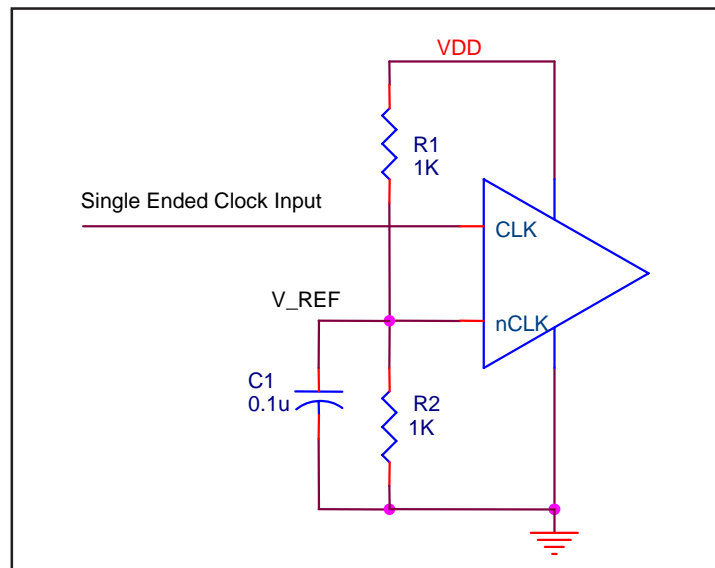 VDD
R1
1K
Single Ended Clock Input
CLK
V_REF
nCLK
C1
0.1u
R2
1K